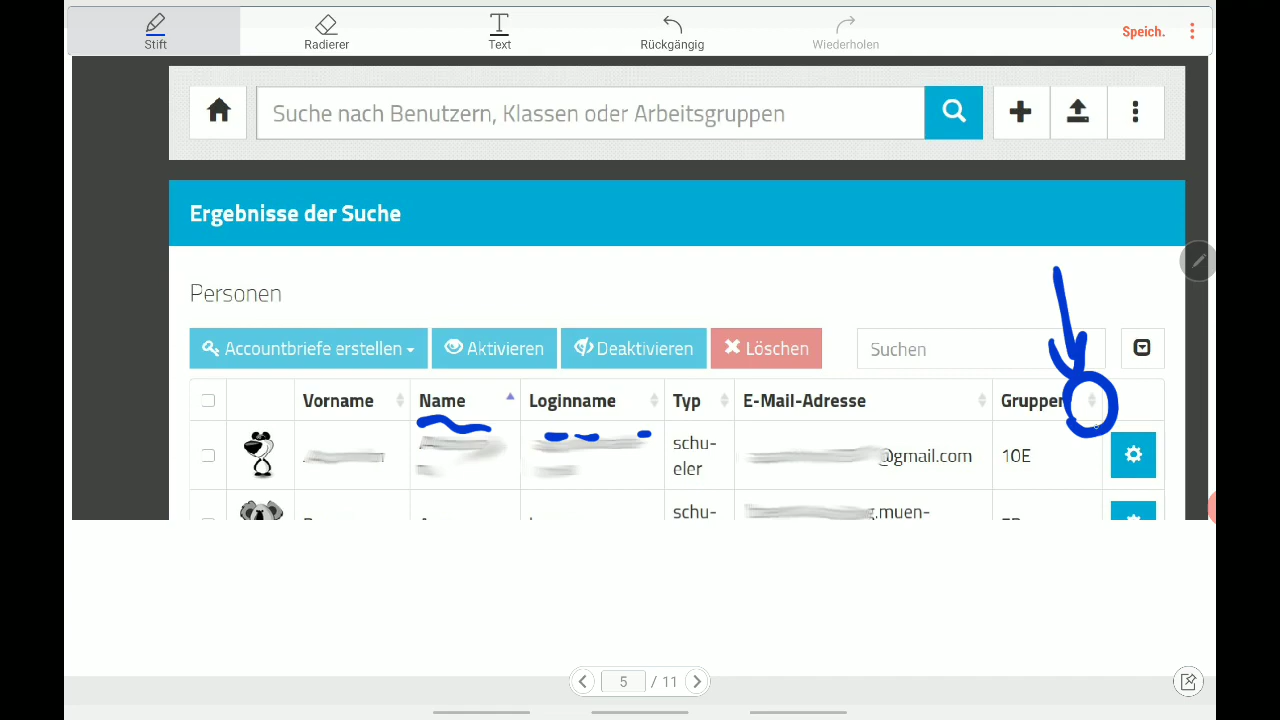 Stift Radierer Text Rückgängig Wiederholen Speich.
Suche nach Benutzern, Klassen oder Arbeitsgruppen
Ergebnisse der Suche
Personen
Accountbriefe erstellen Aktivieren Deaktivieren Löschen Suchen
Vorname Name Loginname Typ E-Mail-Adresse Gruppen
schu-
eler
@gmail.com 10E
schu-
g.muen-
5 / 11